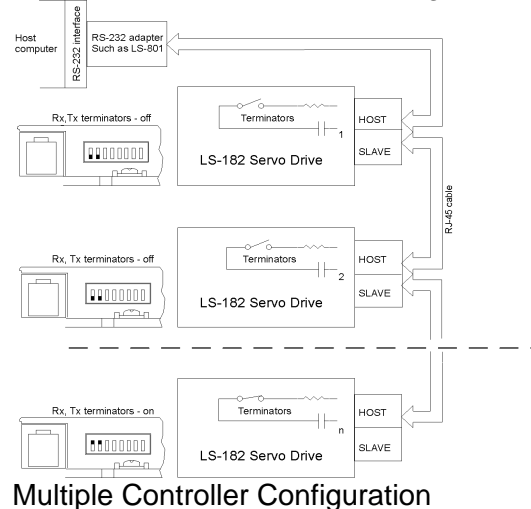 Host
computer
RS-232 interface
RS-232 adapter
Such as LS-801
Rx,Tx terminators - off
Terminators
1
LS-182 Servo Drive
HOST
SLAVE
RJ-45 cable
Rx, Tx terminators - off
Terminators
2
LS-182 Servo Drive
HOST
SLAVE
Rx, Tx terminators - on
Terminators
n
LS-182 Servo Drive
HOST
SLAVE
Multiple Controller Configuration